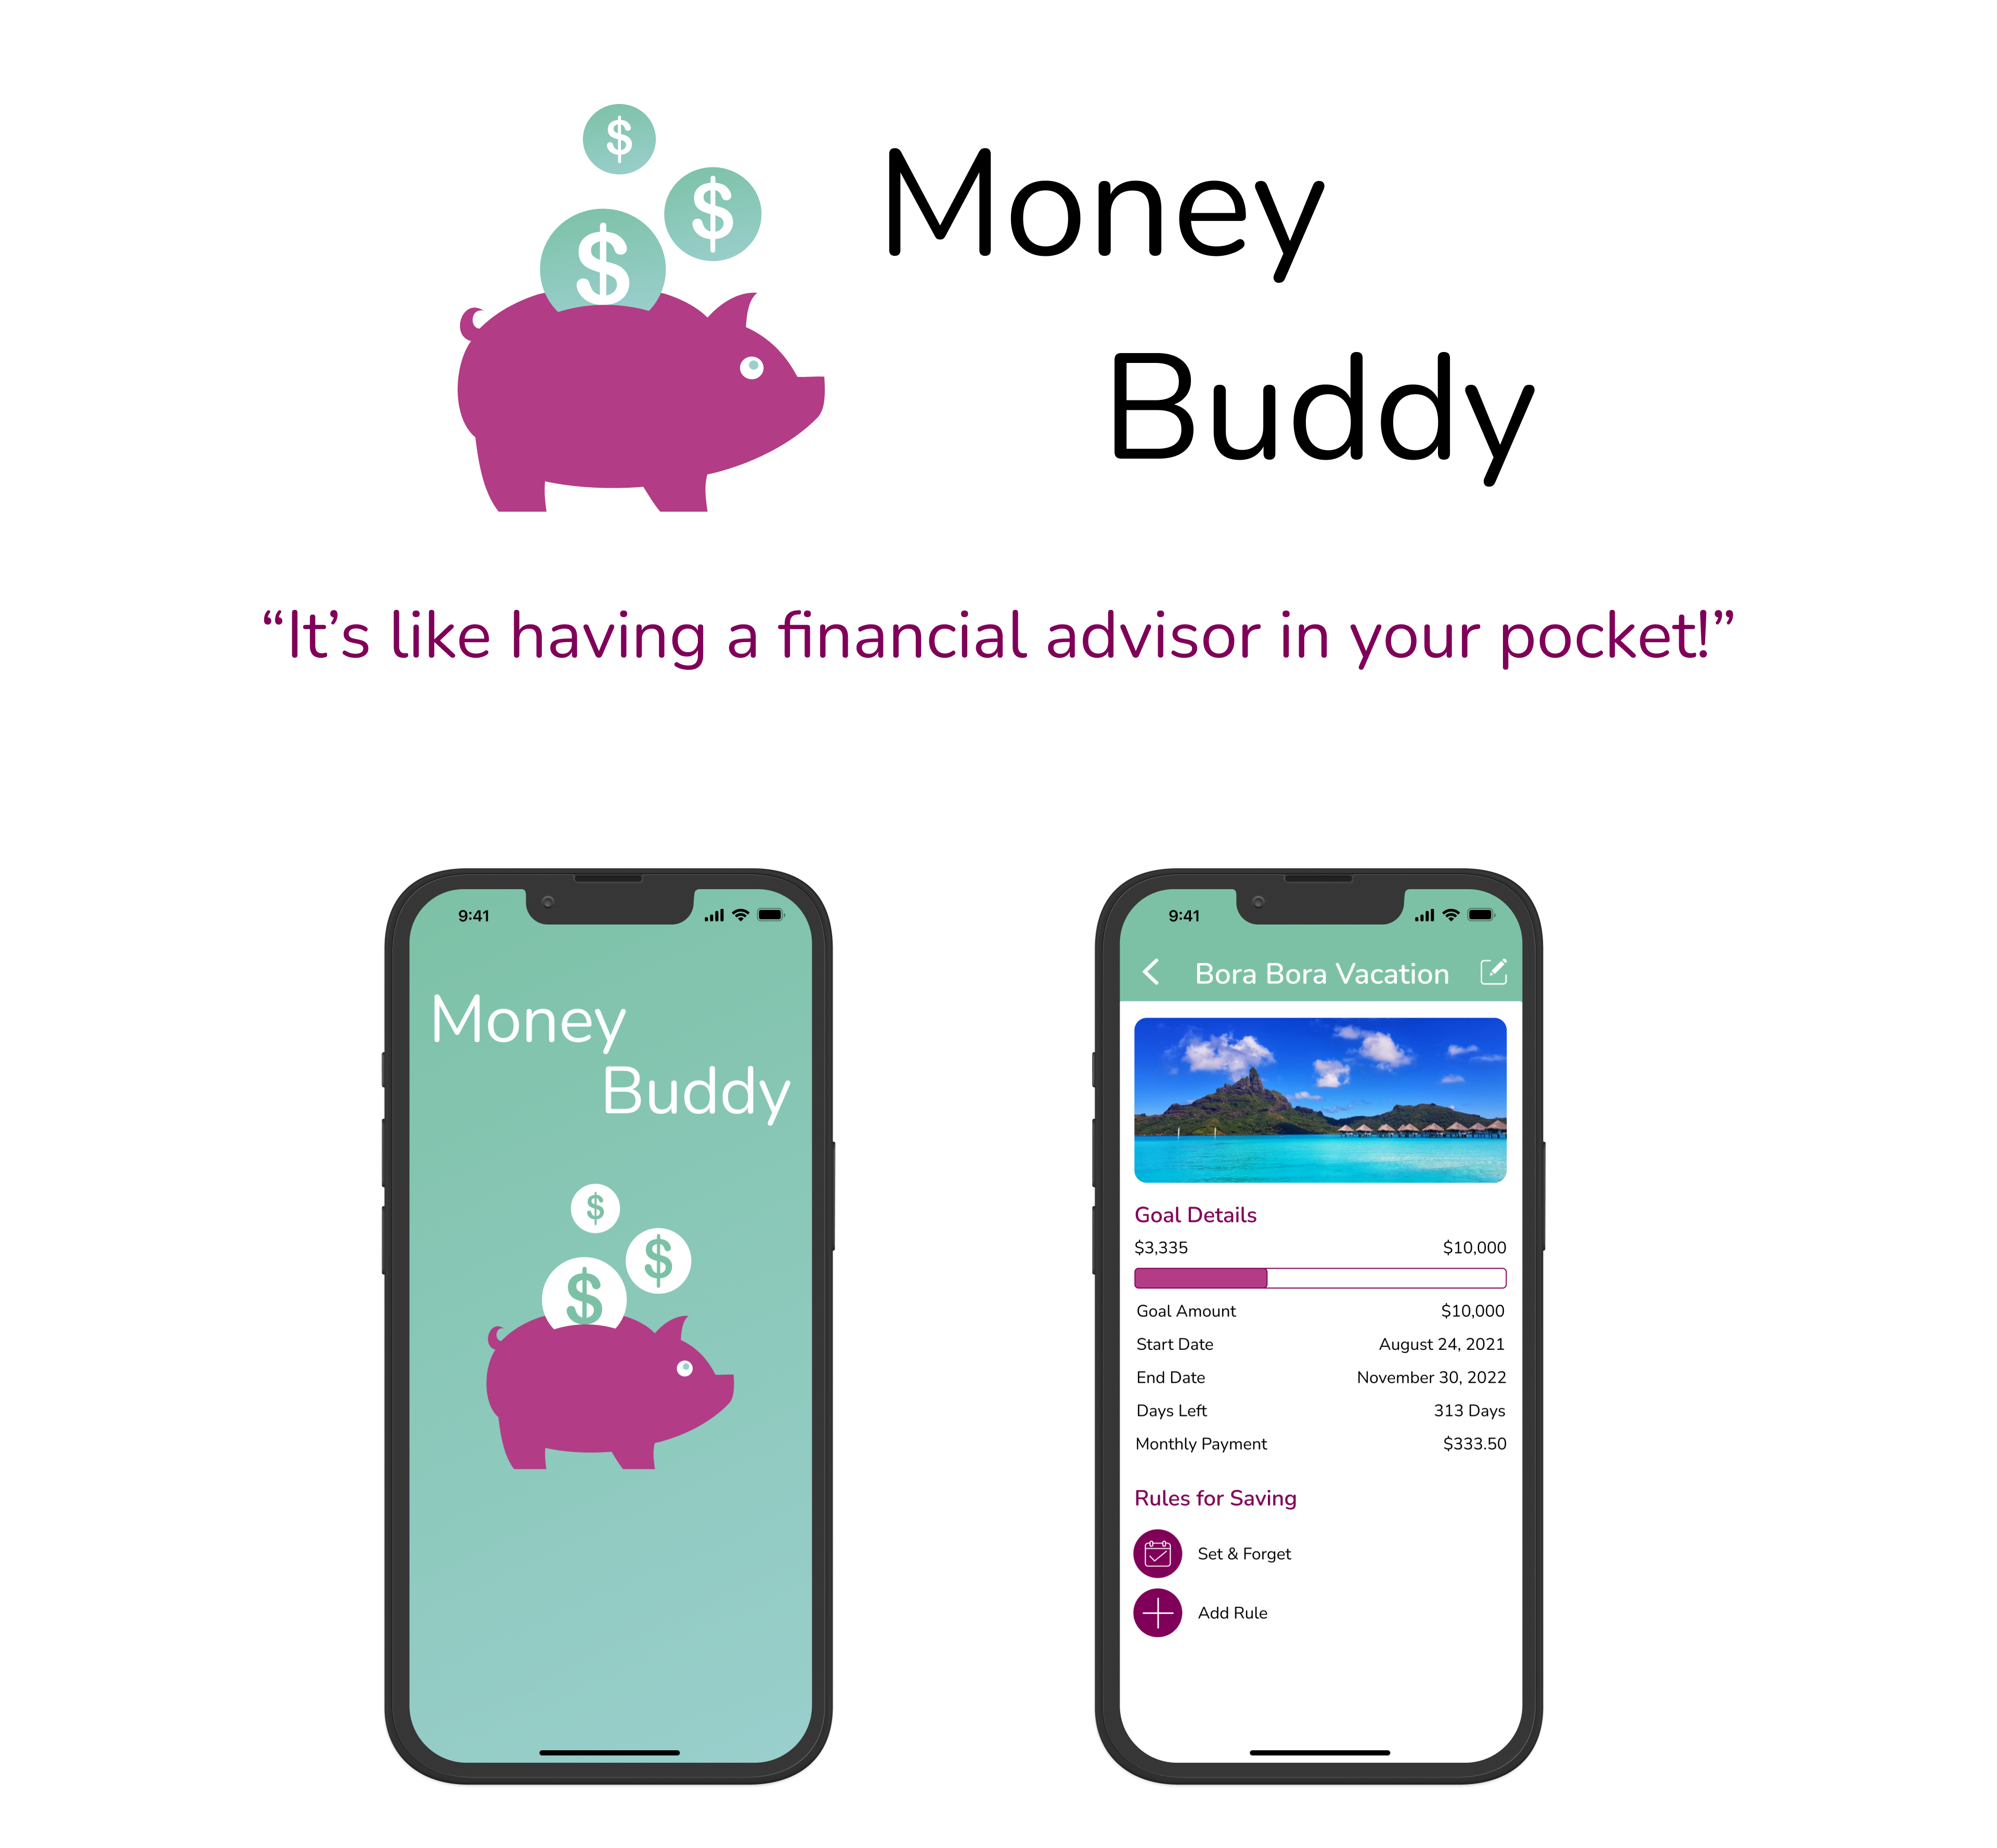 $
$
$
Money
Buddy
“It’s like having a financial advisor in your pocket!”
9:41
Money
Buddy
$
$
$
9:41
Bora Bora Vacation
Goal Details
$3,335 $10,000
Goal Amount $10,000
Start Date August 24, 2021
End Date November 30, 2022
Days Left 313 Days
Monthly Payment $333.50
Rules for Saving
Set & Forget
Add Rule